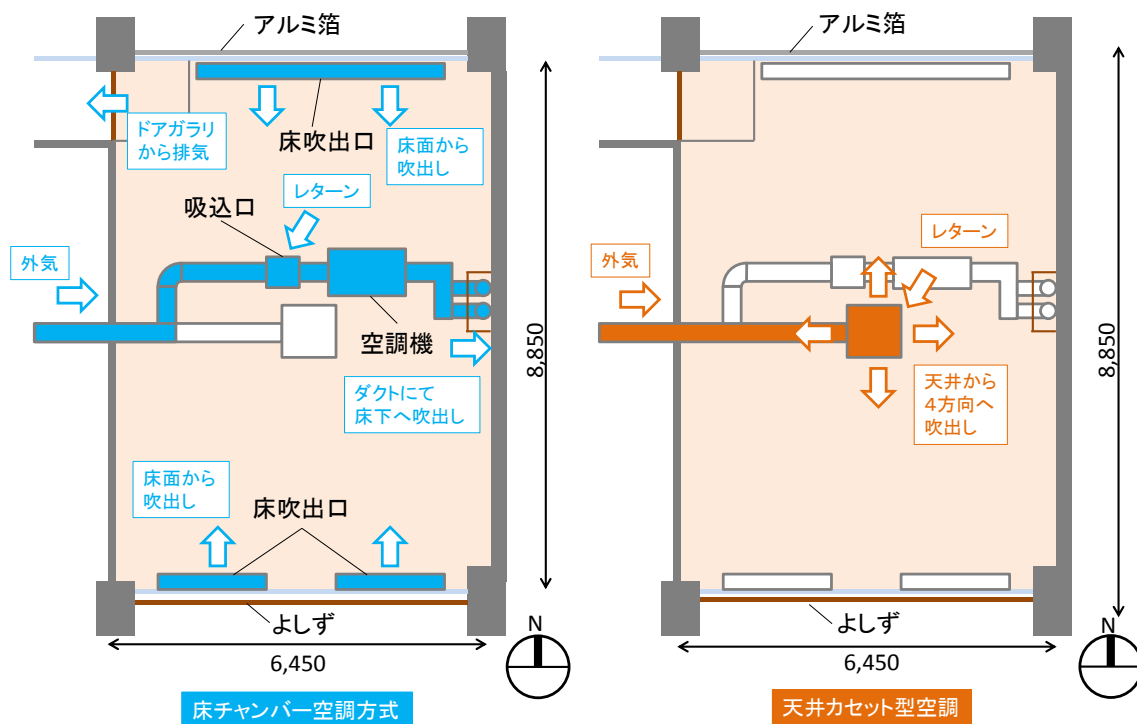 アルミ箔
ドアガラリ
から排気
床吹出口
床面から
吹出し
レターン
吸込口
外気
空調機
ダクトにて
床下へ吹出し
床面から
吹出し
床吹出口
よしず
6,450
8,850
N
床チャンバー空調方式
アルミ箔
レターン
外気
天井から
4方向へ
吹出し
よしず
6,450
8,850
N
天井カセット型空調